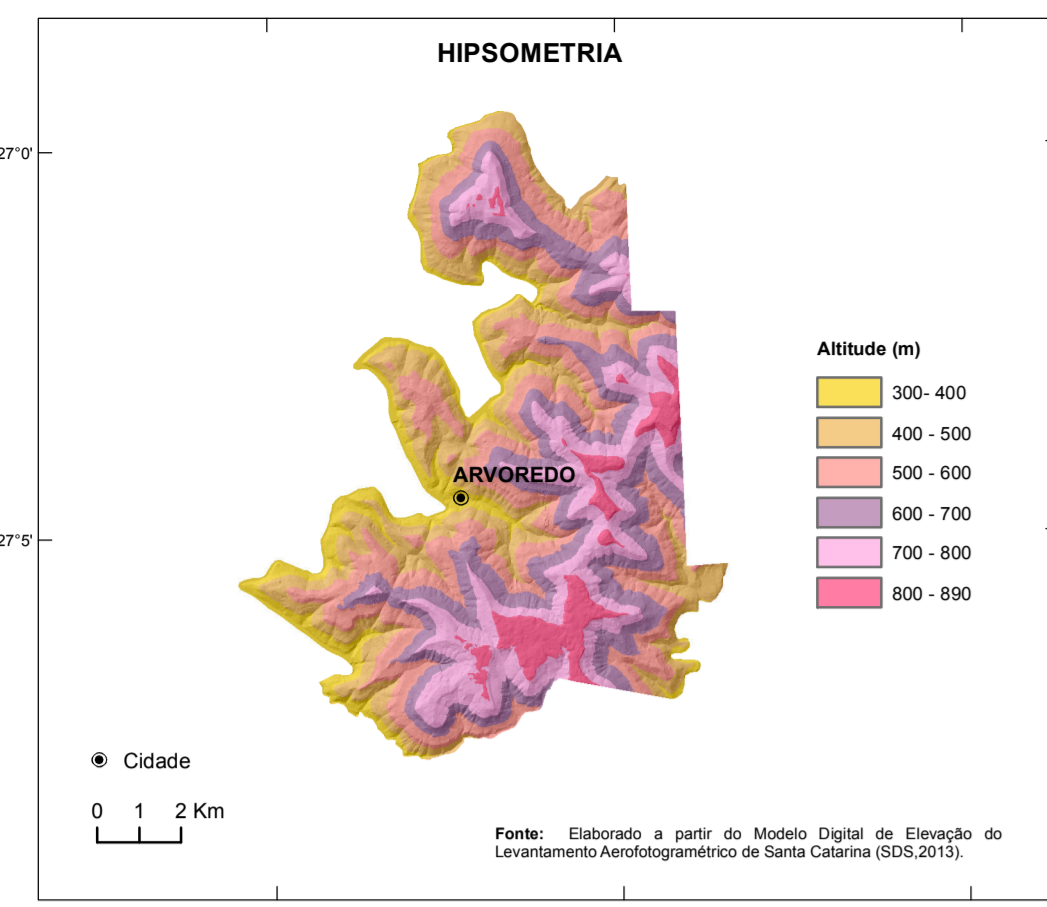 HIPSOMETRIA
27°0'
Altitude (m)
300- 400
400 - 500
500 - 600
600 - 700
700 - 800
800 - 890
ARVOREDO
27°5'
Cidade
0 1 2 Km
Fonte: Elaborado a partir do Modelo Digital de Elevação do
Levantamento Aerofotogramétrico de Santa Catarina (SDS,2013).